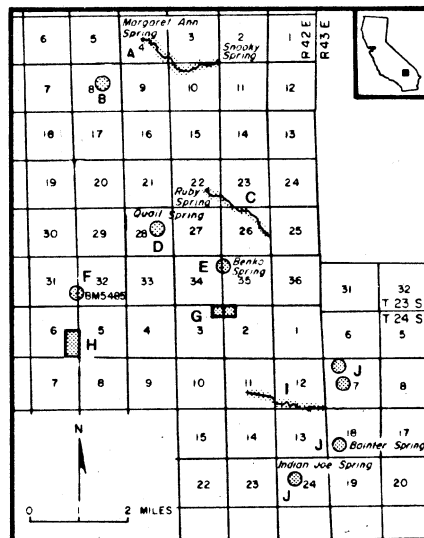 Margaret Ann
Spring
6 5 4 3 2 1
A
Snooky
Spring
R 42 E
R 43 E
7 8 9 10 11 12
B
18 17 16 15 14 13
19 20 21 22 23 24
Ruby
Spring
C
Quail
Spring
30 29 28 27 26 25
D
F
E
Benko
Spring
31 32 33 34 35 36
31 32
BM5485
T 23 S
T 24 S
G
6 5 4 3 2 1
6 5
H
J
7 8 9 10 11 12
7 8
I
N
15 14 13
18 17
J
Bainter Spring
Indian Joe Spring
22 23 24
19 20
J
0 2 MILES